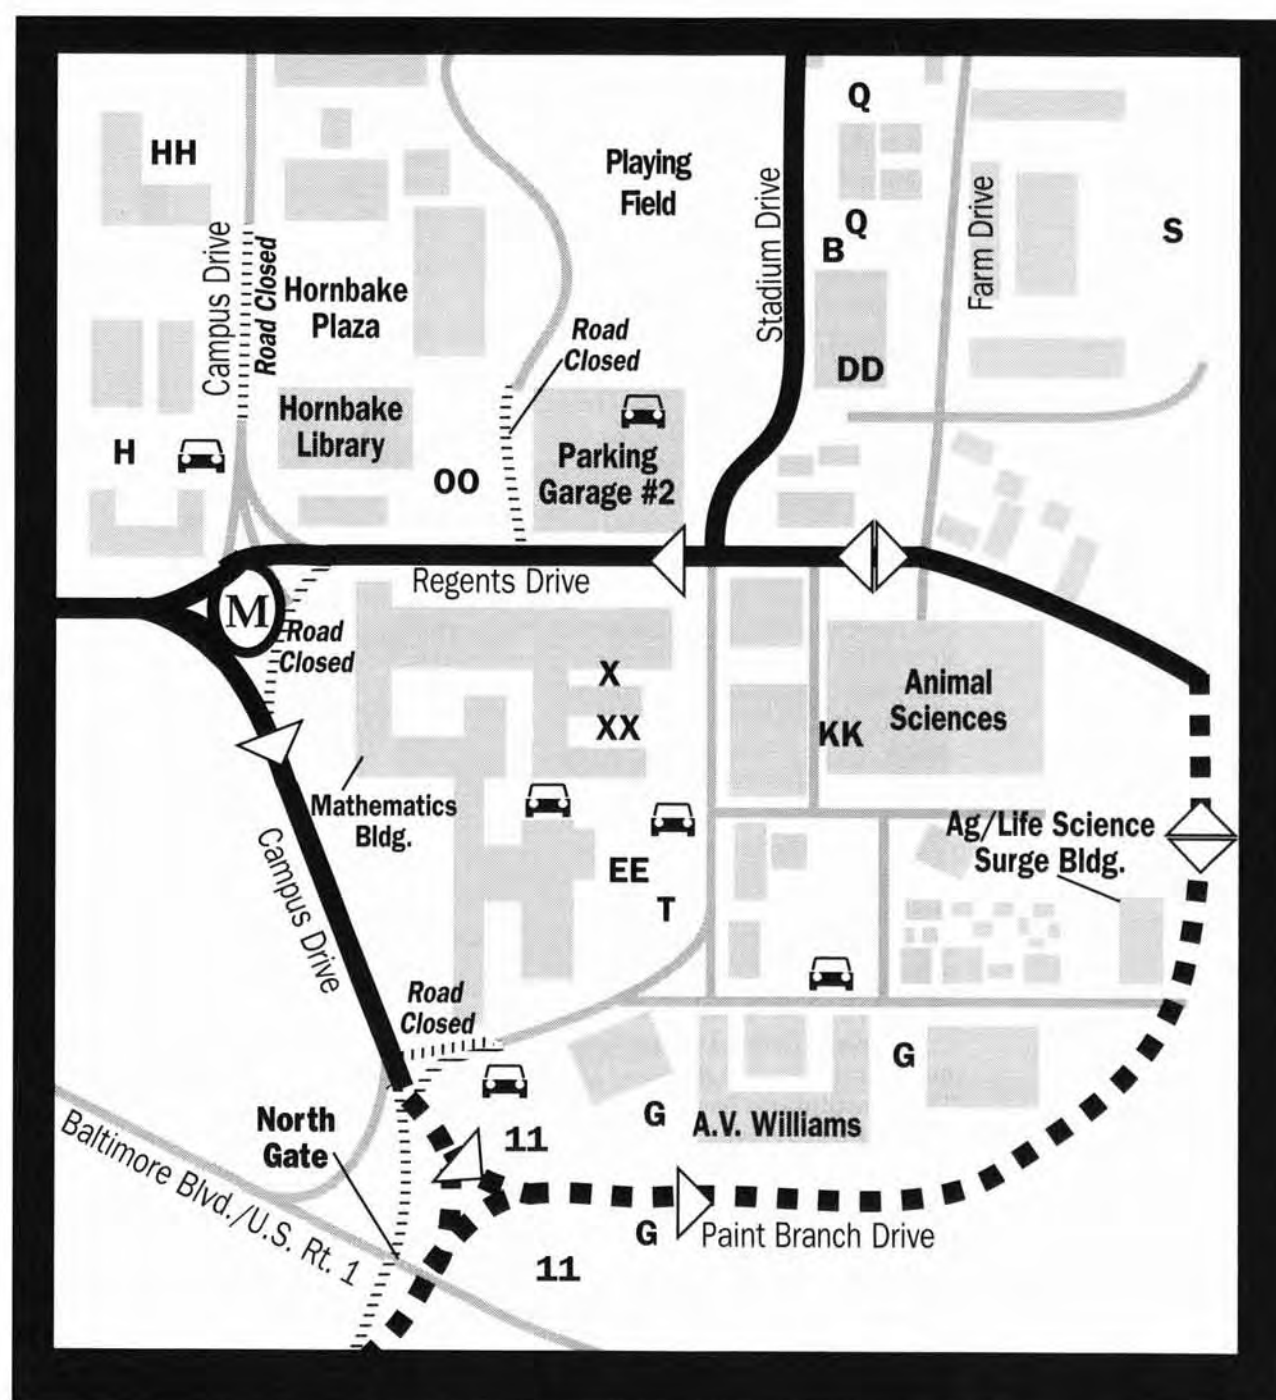 Q
HH
Playing
Field
Q
B
S
Campus Drive
Road Closed
Hornbake
Plaza
Stadium Drive
Farm Drive
Road
Closed
DD
Hornbake
Library
H
OO
Parking
Garage #2
Regents Drive
M
Road
Closed
X
XX
Animal
Sciences
KK
Mathematics
Bldg.
Ag/Life Science
Surge Bldg.
EE
T
Campus Drive
Road
Closed
G
North
Gate
11
G
A.V. Williams
Baltimore Blvd./U.S. Rt. 1
G
Paint Branch Drive
11